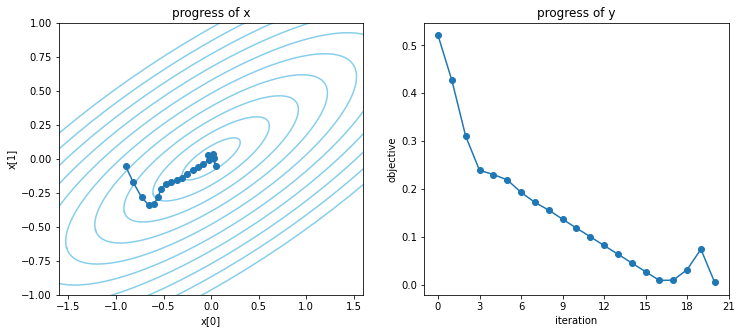 progress of x
1.00
0.75
0.50
0.25
0.00
−0.25
−0.50
−0.75
−1.00
x[1]
−1.5 −1.0 −0.5 0.0 0.5 1.0 1.5
x[0]
progress of y
0.5
0.4
0.3
0.2
0.1
0.0
objective
0 3 6 9 12 15 18 21
iteration